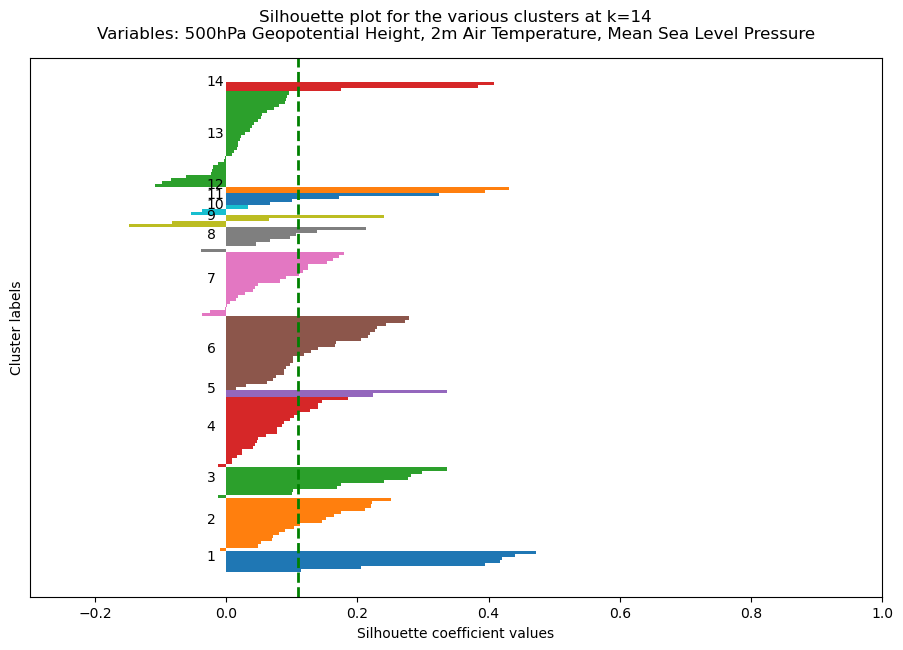 Silhouette plot for the various clusters at k=14
Variables: 500hPa Geopotential Height, 2m Air Temperature, Mean Sea Level Pressure
Cluster labels
14
13
12
11
10
9
8
7
6
5
4
3
2
1
−0.2 0.0 0.2 0.4 0.6 0.8 1.0
Silhouette coefficient values